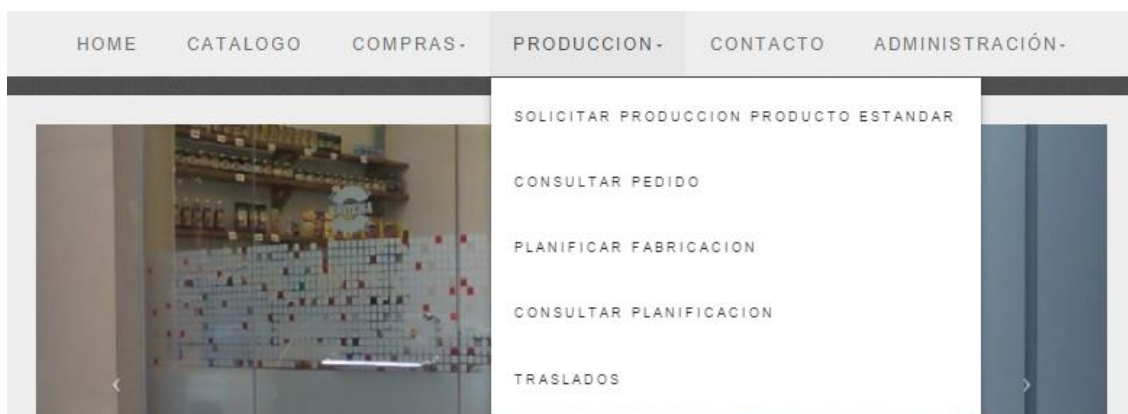 HOME CATALOGO COMPRAS PRODUCCION CONTACTO ADMINISTRACIÓN
SOLICITAR PRODUCCION PRODUCTO ESTANDAR
CONSULTAR PEDIDO
PLANIFICAR FABRICACION
CONSULTAR PLANIFICACION
TRASLADOS